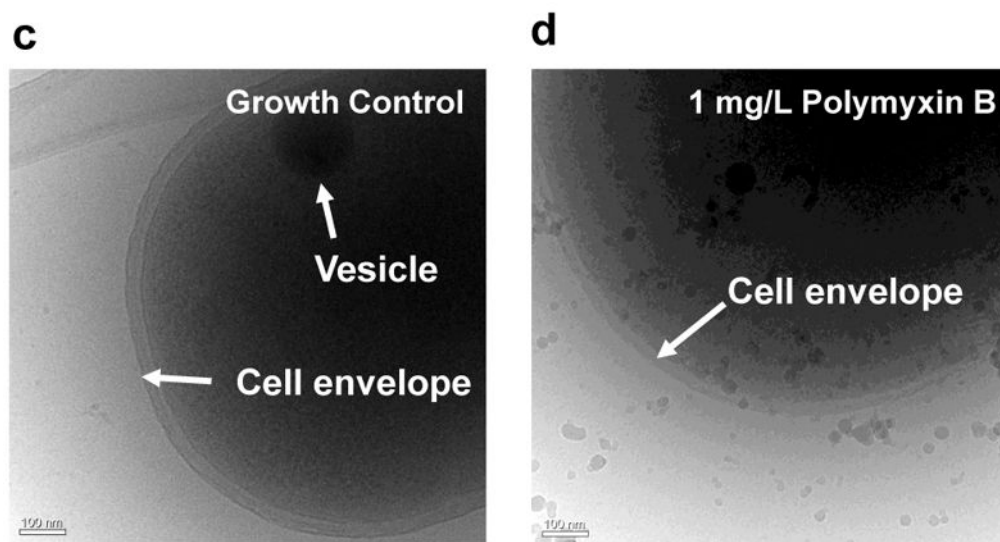 c
Growth Control
Vesicle
Cell envelope
100 nm
d
1 mg/L Polymyxin B
Cell envelope
100 nm